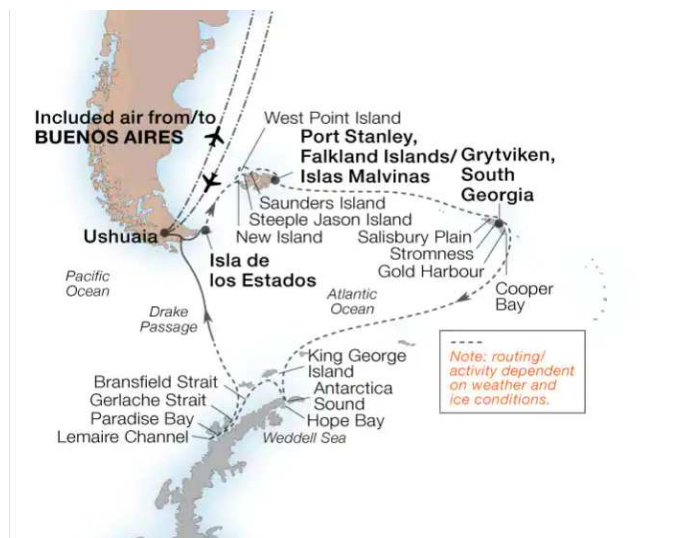 Included air from/to
BUENOS AIRES
West Point Island
Port Stanley,
Falkland Islands/
Islas Malvinas
Grytviken,
South
Georgia
Saunders Island
Steeple Jason Island
New Island
Salisbury Plain
Stromness
Gold Harbour
Ushuaia
Isla de
los Estados
Cooper
Bay
Pacific
Ocean
Drake
Passage
Atlantic
Ocean
King George
Island
Antarctica
Sound
Hope Bay
Bransfield Strait
Gerlache Strait
Paradise Bay
Lemaire Channel
Weddell Sea
Note: routing/
activity dependent
on weather and
ice conditions.